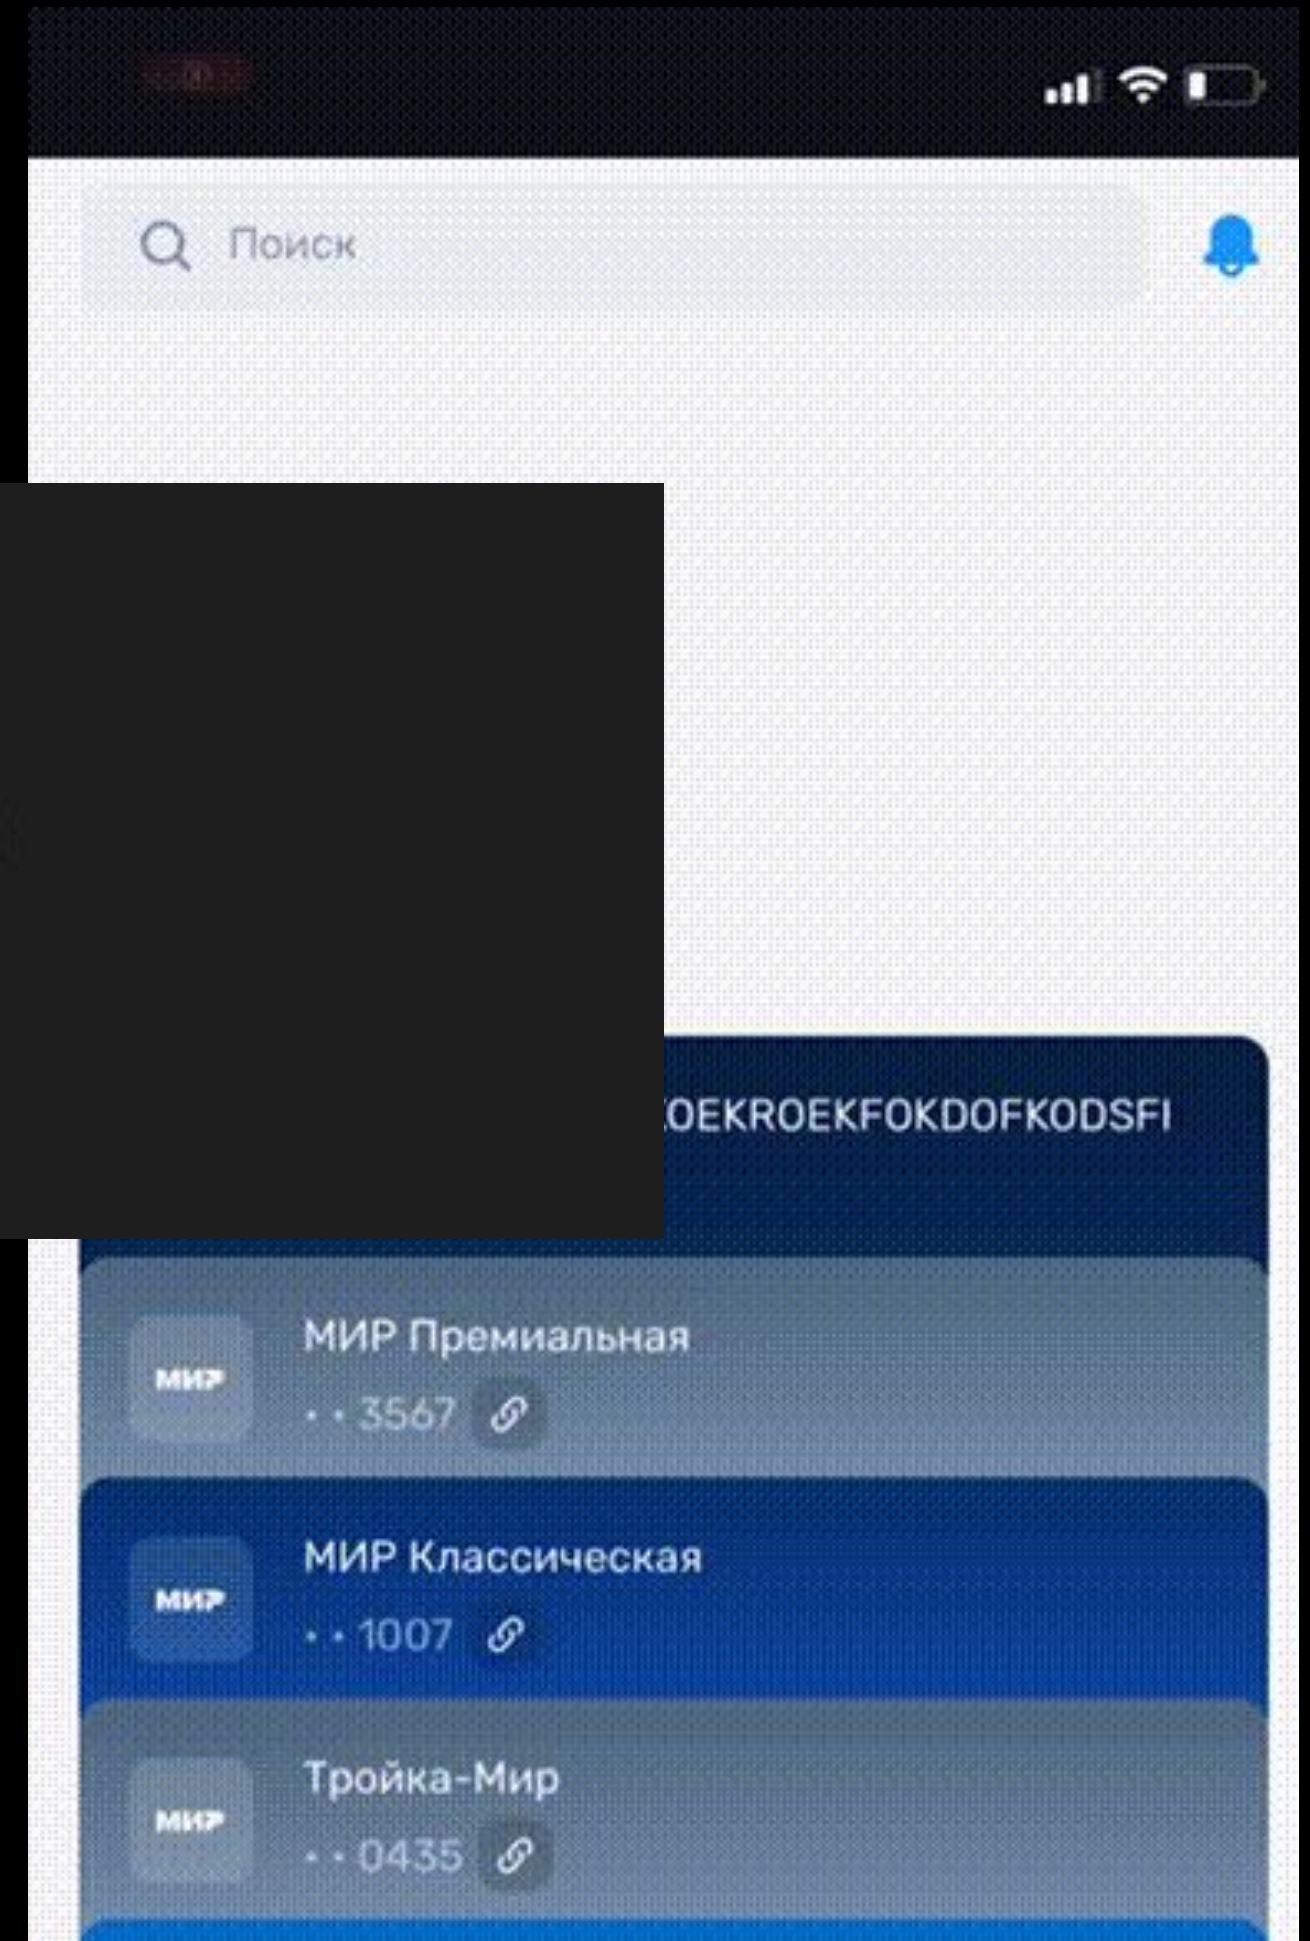 Поиск
OEKROEKFOKDOFKODSFI
МИР Премиальная
МИР
• • 3567
МИР Классическая
МИР
• • 1007
Тройка-Мир
МИР
• • 0435